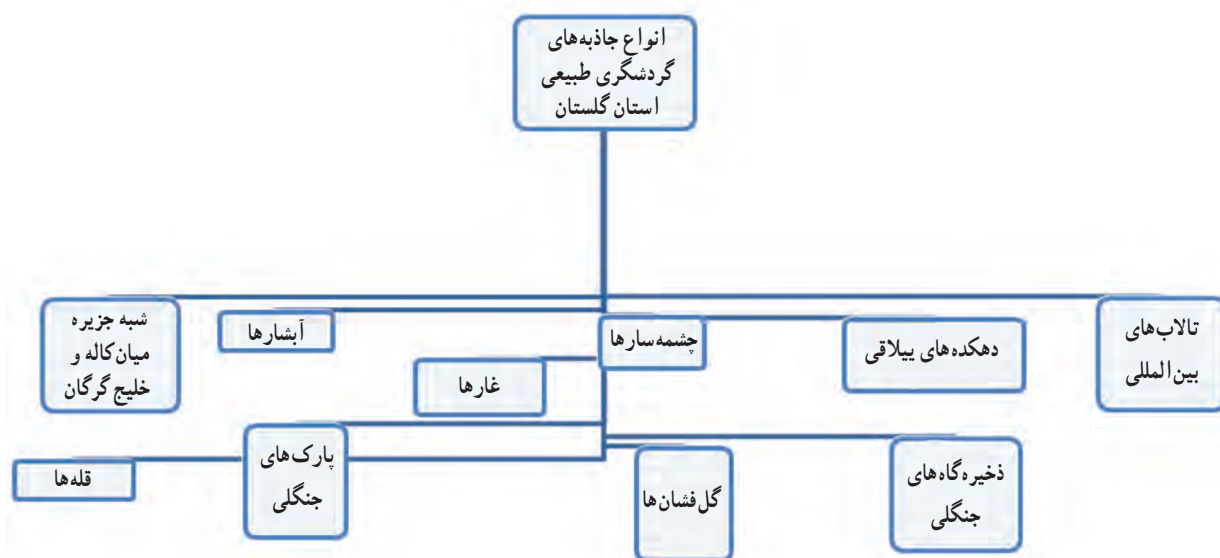 انواع جاذبه‌های
گردشگری طبیعی
استان گلستان
تالاب‌های
بین‌المللی
دهکده‌های ییلاقی
چشمه‌سارها
آبشارها
شبه جزیره
میان‌کاله و
خلیج گرگان
غارها
ذخیره‌گاه‌های
جنگلی
گل‌فشان‌ها
پارک‌های
جنگلی
قله‌ها